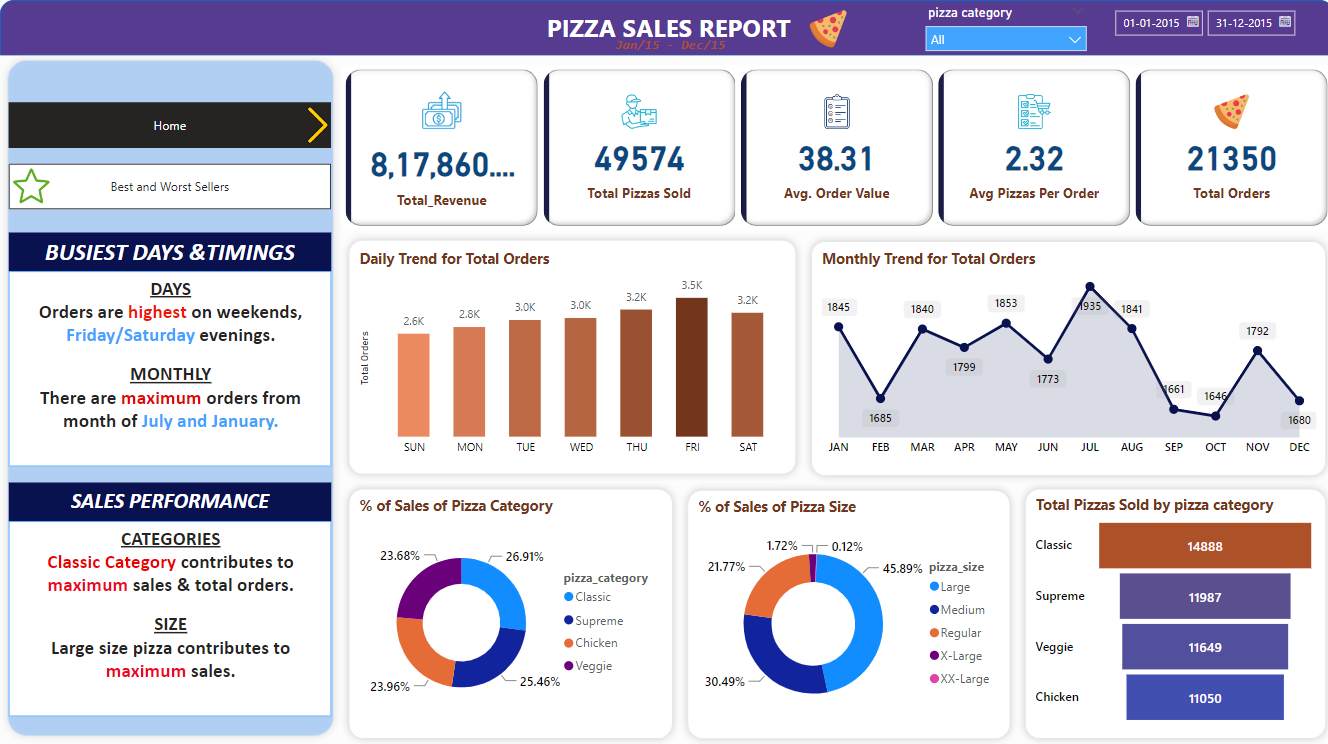 PIZZA SALES REPORT
Jan/15 - Dec/15
pizza category
All
01-01-2015
31-12-2015
Home
Best and Worst Sellers
BUSIEST DAYS &TIMINGS
DAYS
Orders are highest on weekends,
Friday/Saturday evenings.
MONTHLY
There are maximum orders from
month of July and January.
SALES PERFORMANCE
CATEGORIES
Classic Category contributes to
maximum sales & total orders.
SIZE
Large size pizza contributes to
maximum sales.
8,17,860....
Total_Revenue
49574
Total Pizzas Sold
38.31
Avg. Order Value
2.32
Avg Pizzas Per Order
21350
Total Orders
Daily Trend for Total Orders
Total Orders
2.6K
2.8K
3.0K
3.0K
3.2K
3.5K
3.2K
SUN
MON
TUE
WED
THU
FRI
SAT
Monthly Trend for Total Orders
1845
1685
1840
1799
1853
1773
1935
1841
1661
1646
1792
1680
JAN
FEB
MAR
APR
MAY
JUN
JUL
AUG
SEP
OCT
NOV
DEC
% of Sales of Pizza Category
23.68%
26.91%
23.96%
25.46%
pizza_category
Classic
Supreme
Chicken
Veggie
% of Sales of Pizza Size
1.72%
0.12%
21.77%
45.89%
30.49%
pizza_size
Large
Medium
Regular
X-Large
XX-Large
Total Pizzas Sold by pizza category
Classic
14888
Supreme
11987
Veggie
11649
Chicken
11050